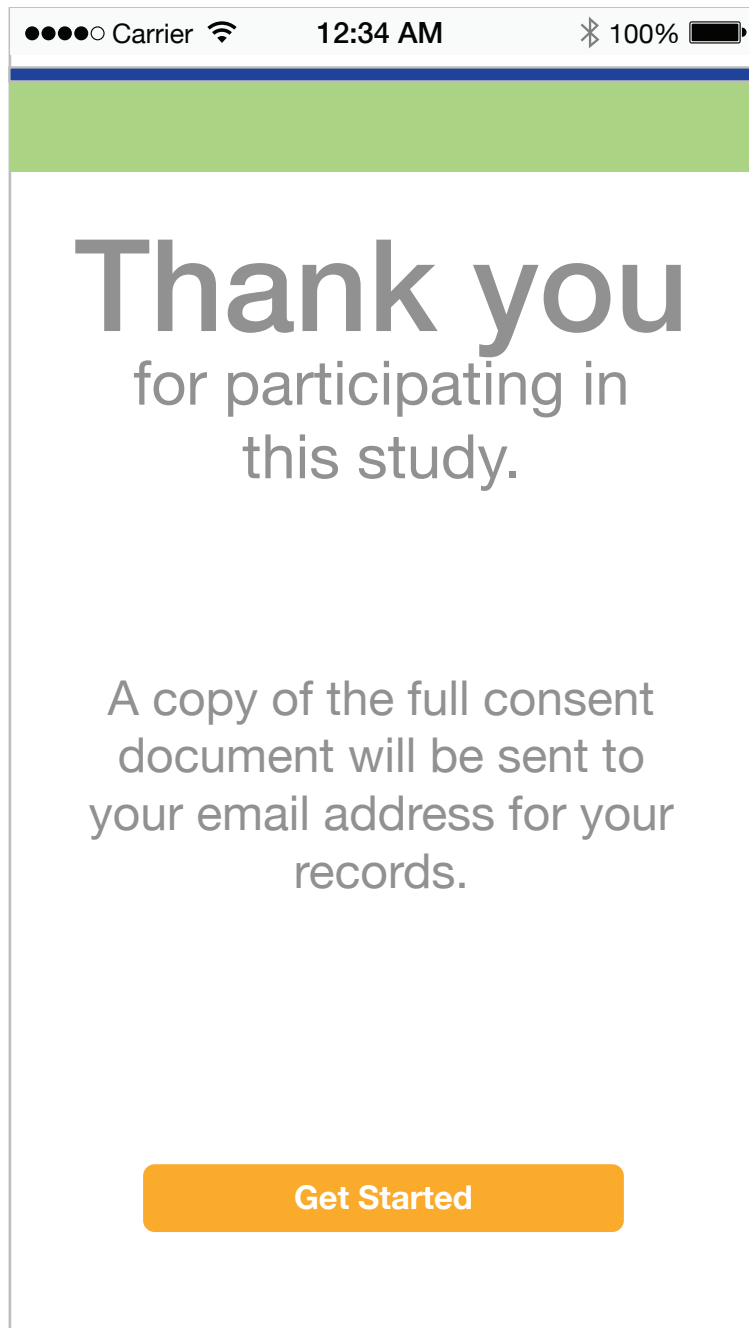 Carrier 12:34 AM 100%
Thank you
for participating in
this study.
A copy of the full consent
document will be sent to
your email address for your
records.
Get Started